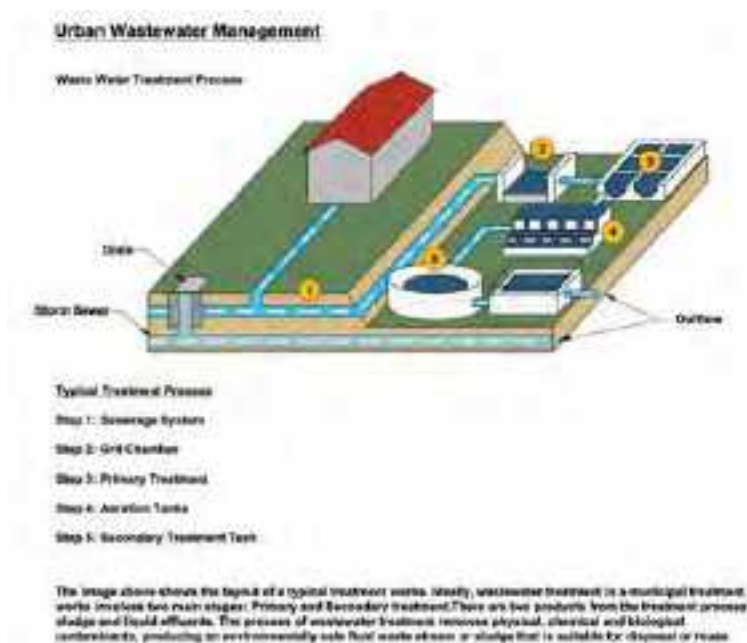 Urban Wastewater Management
Waste Water Treatment Process
2
3
4
5
1
Storm Sewer
Outflow
Typical Treatment Process
Step 1: Sewerage System
Step 2: Grit Chamber
Step 3: Primary Treatment
Step 4: Aeration Tanks
Step 5: Secondary Treatment Tank
The image above shows the layout of a typical treatment works. Ideally, wastewater treatment in a municipal treatment
works involves two main stages: Primary and Secondary treatment.There are two products from the treatment process
sludge and liquid effluents. The process of wastewater treatment removes physical, chemical and biological
contaminants, producing an environmentally safe fluid waste stream or sludge that is suitable for disposal or reuse